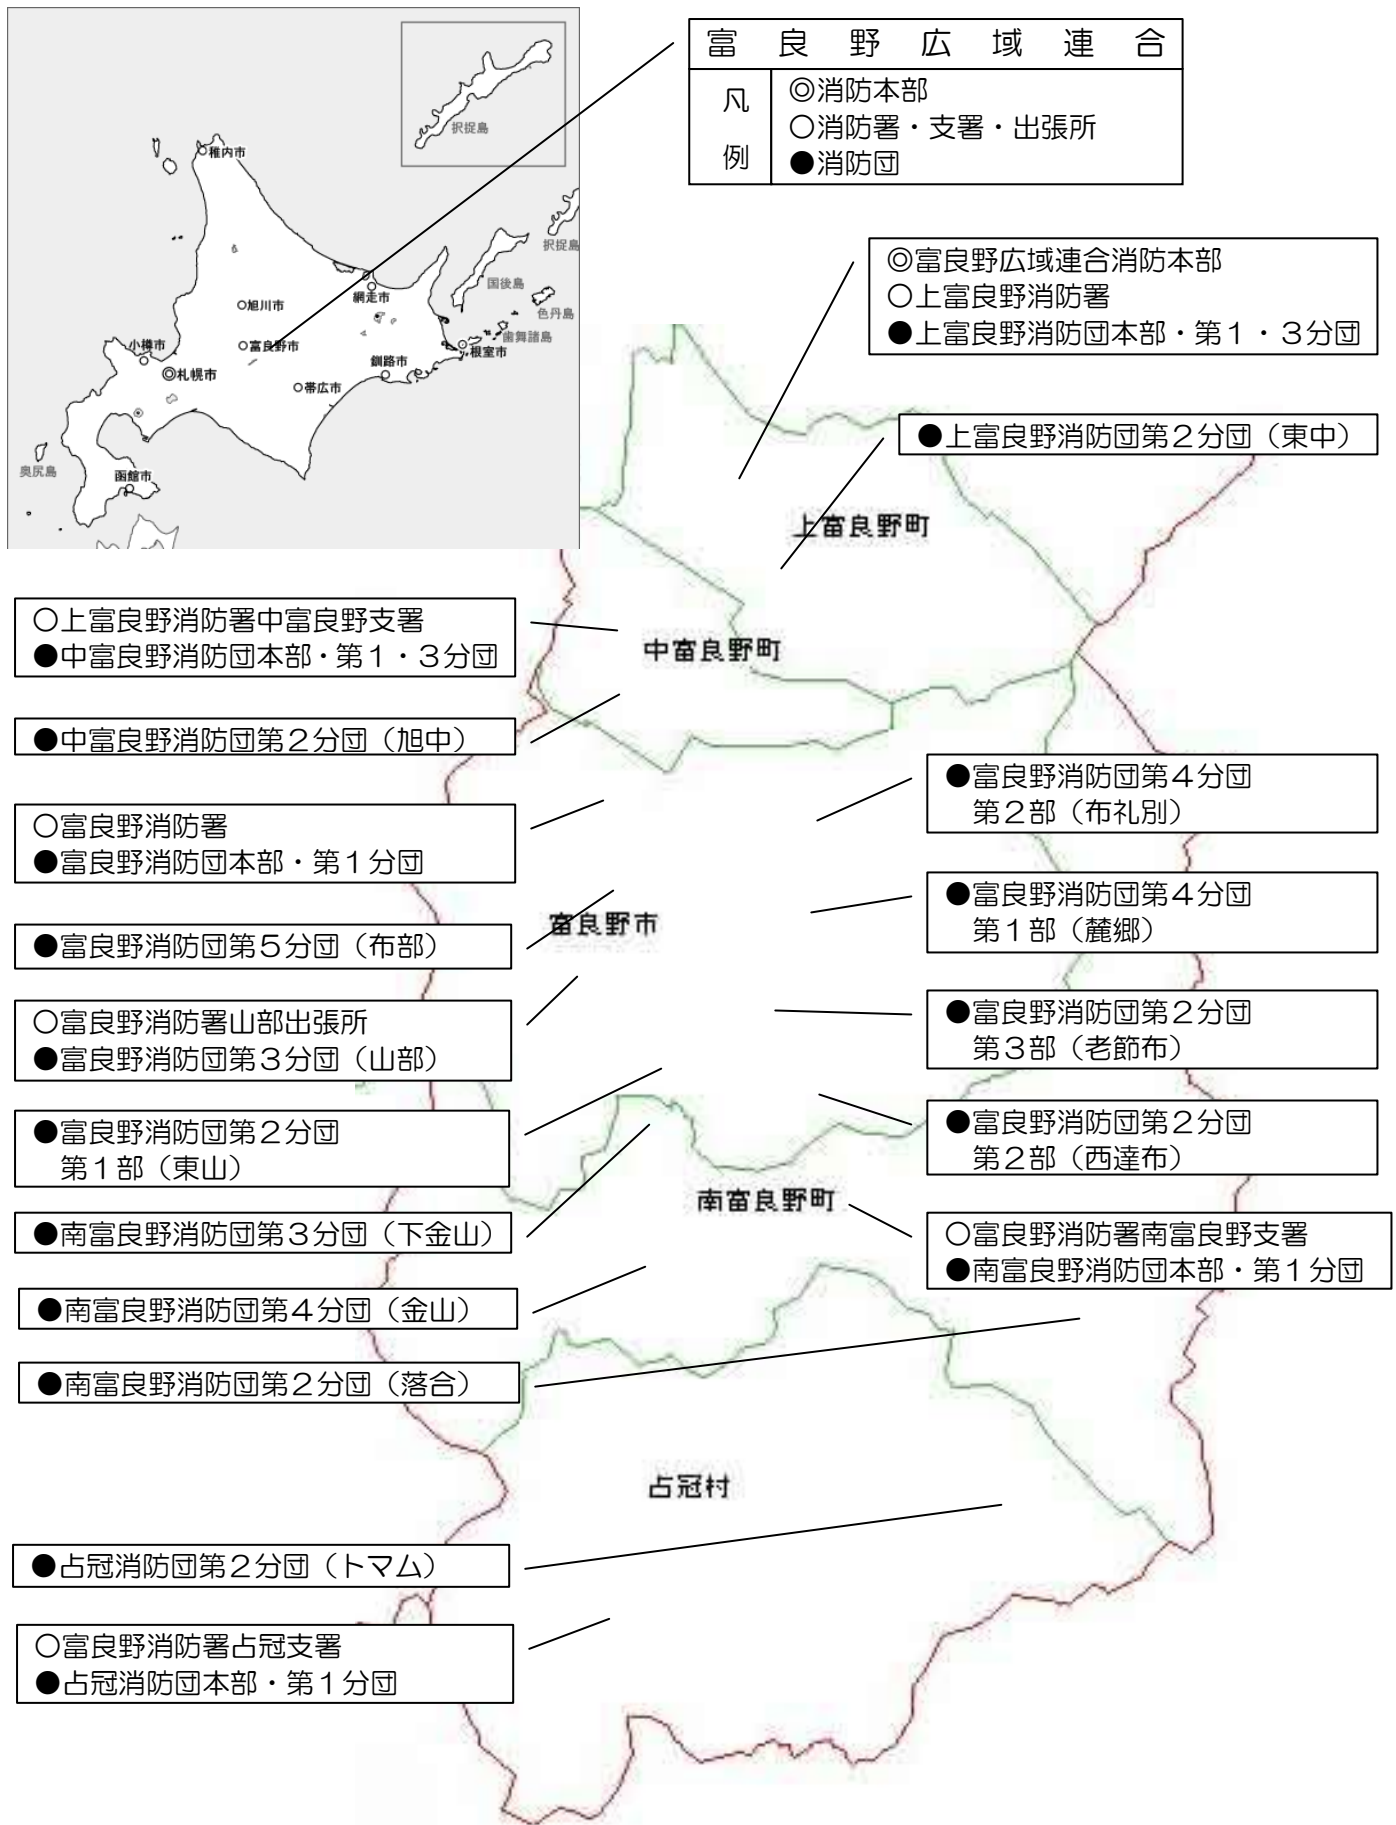 富良野広域連合
凡例
◎消防本部
○消防署・支署・出張所
●消防団
択捉島
稚内市
択捉島
国後島
網走市
色丹島
旭川市
歯舞諸島
小樽市
富良野市
根室市
釧路市
札幌市
帯広市
奥尻島
函館市
◎富良野広域連合消防本部
○上富良野消防署
●上富良野消防団本部・第1・3分団
●上富良野消防団第2分団（東中）
上富良野町
○上富良野消防署中富良野支署
●中富良野消防団本部・第1・3分団
中富良野町
●中富良野消防団第2分団（旭中）
●富良野消防団第4分団
第2部（布礼別）
○富良野消防署
●富良野消防団本部・第1分団
●富良野消防団第4分団
第1部（麓郷）
富良野市
●富良野消防団第5分団（布部）
○富良野消防署山部出張所
●富良野消防団第3分団（山部）
●富良野消防団第2分団
第3部（老節布）
●富良野消防団第2分団
第1部（東山）
●富良野消防団第2分団
第2部（西達布）
南富良野町
●南富良野消防団第3分団（下金山）
○富良野消防署南富良野支署
●南富良野消防団本部・第1分団
●南富良野消防団第4分団（金山）
●南富良野消防団第2分団（落合）
占冠村
●占冠消防団第2分団（トマム）
○富良野消防署占冠支署
●占冠消防団本部・第1分団